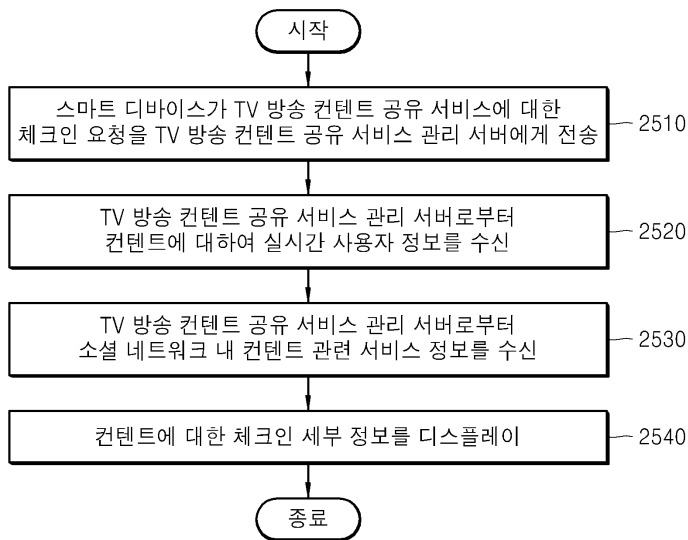 시작
스마트 디바이스가 TV 방송 컨텐트 공유 서비스에 대한
체크인 요청을 TV 방송 컨텐트 공유 서비스 관리 서버에게 전송
2510
TV 방송 컨텐트 공유 서비스 관리 서버로부터
컨텐트에 대하여 실시간 사용자 정보를 수신
2520
TV 방송 컨텐트 공유 서비스 관리 서버로부터
소셜 네트워크 내 컨텐트 관련 서비스 정보를 수신
2530
컨텐트에 대한 체크인 세부 정보를 디스플레이
2540
종료